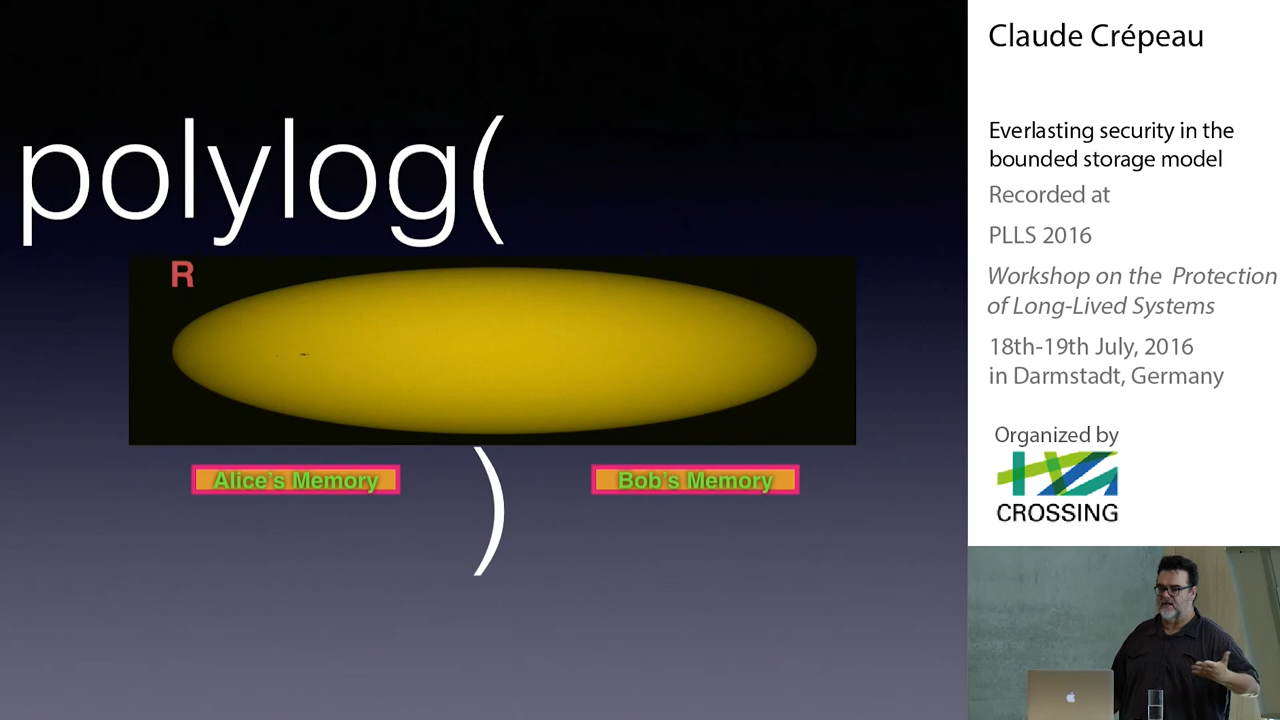 polylog(
R
Alice's Memory
Bob's Memory
)
Claude Crépeau
Everlasting security in the
bounded storage model
Recorded at
PLLS 2016
Workshop on the Protection
of Long-Lived Systems
18th-19th July, 2016
in Darmstadt, Germany
Organized by
CROSSING